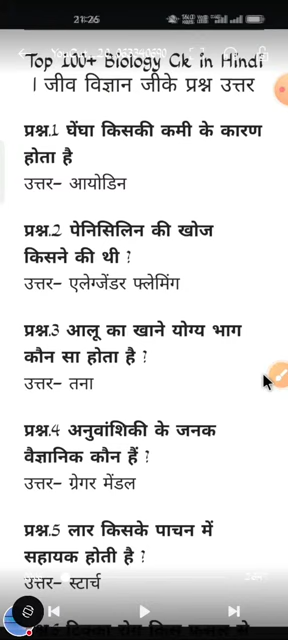 21:26
Top 100+ Biology Gk in Hindi
। जीव विज्ञान जीके प्रश्न उत्तर
प्रश्न.1 घेंघा किसकी कमी के कारण
होता है
उत्तर– आयोडिन
प्रश्न.2 पेनिसिलिन की खोज
किसने की थी ?
उत्तर– एलेग्जेंडर फ्लेमिंग
प्रश्न.3 आलू का खाने योग्य भाग
कौन सा होता है ?
उत्तर– तना
प्रश्न.4 अनुवांशिकी के जनक
वैज्ञानिक कौन हैं ?
उत्तर– ग्रेगर मेंडल
प्रश्न.5 लार किसके पाचन में
सहायक होती है ?
उत्तर– स्टार्च